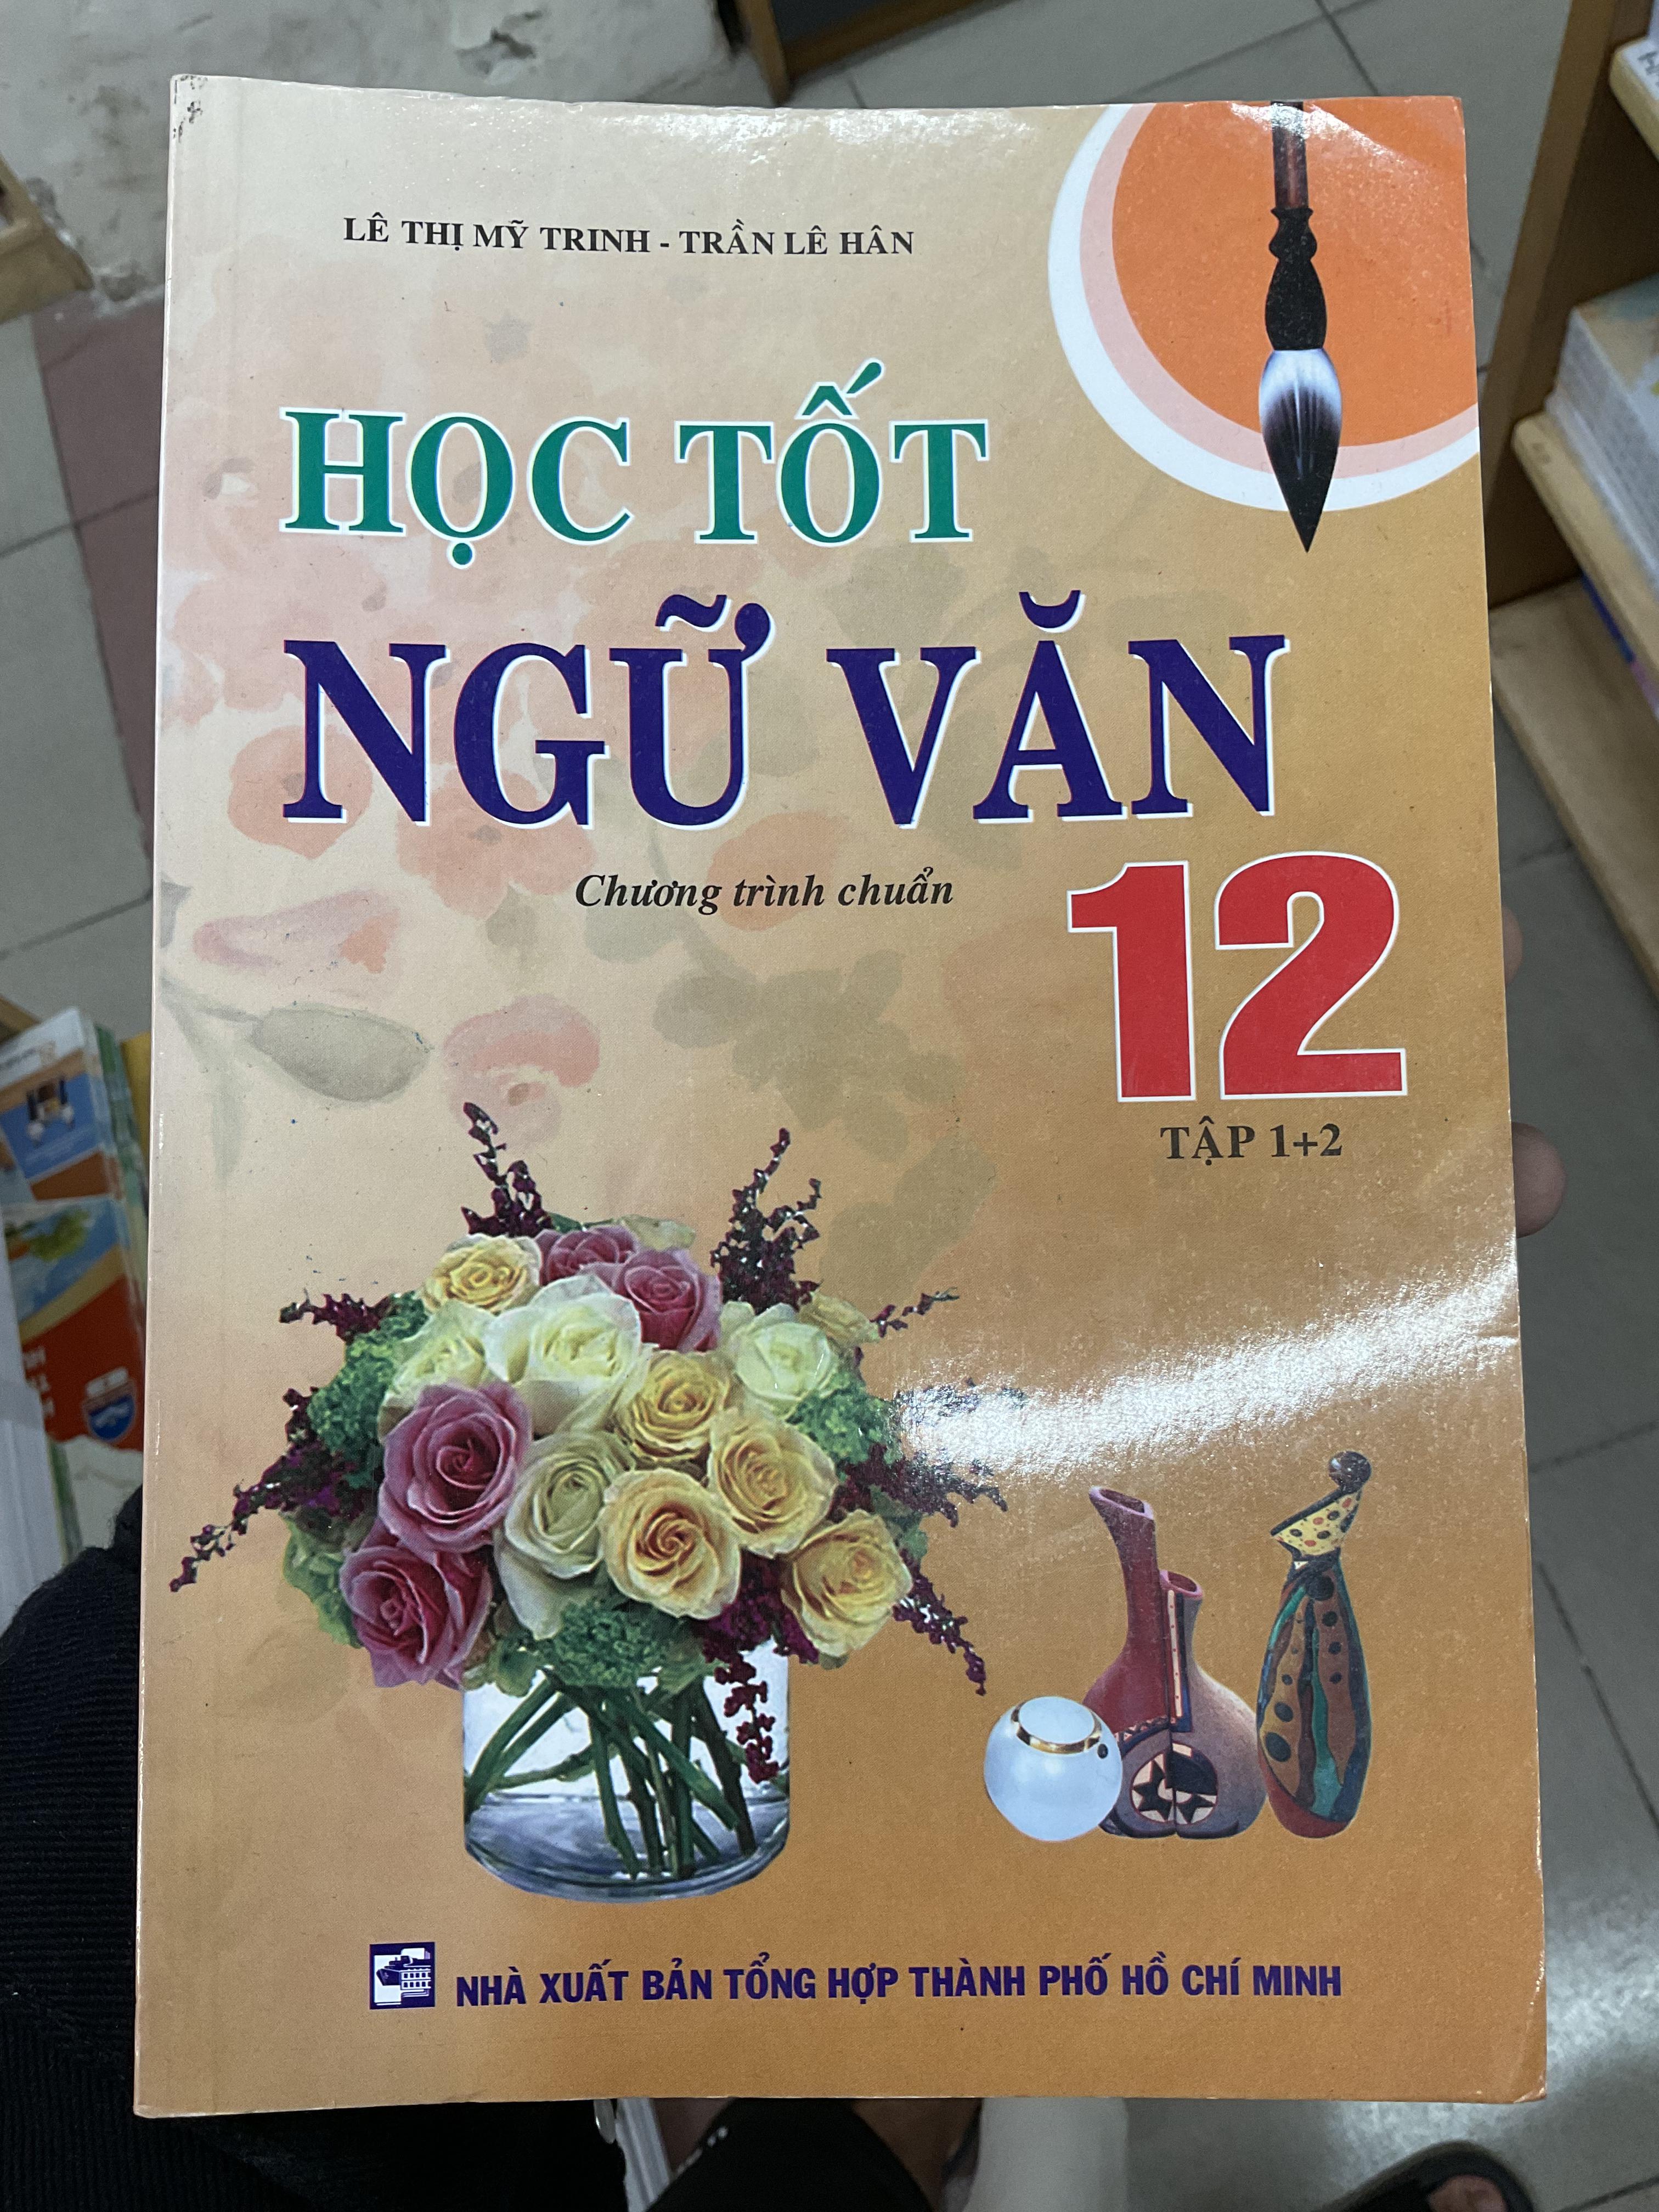 LÊ THỊ MỸ TRINH - TRẦN LÊ HÂN
HỌC TỐT
NGỮ VĂN
Chương trình chuẩn
12
TẬP 1+2
NHÀ XUẤT BẢN TỔNG HỢP THÀNH PHỐ HỒ CHÍ MINH